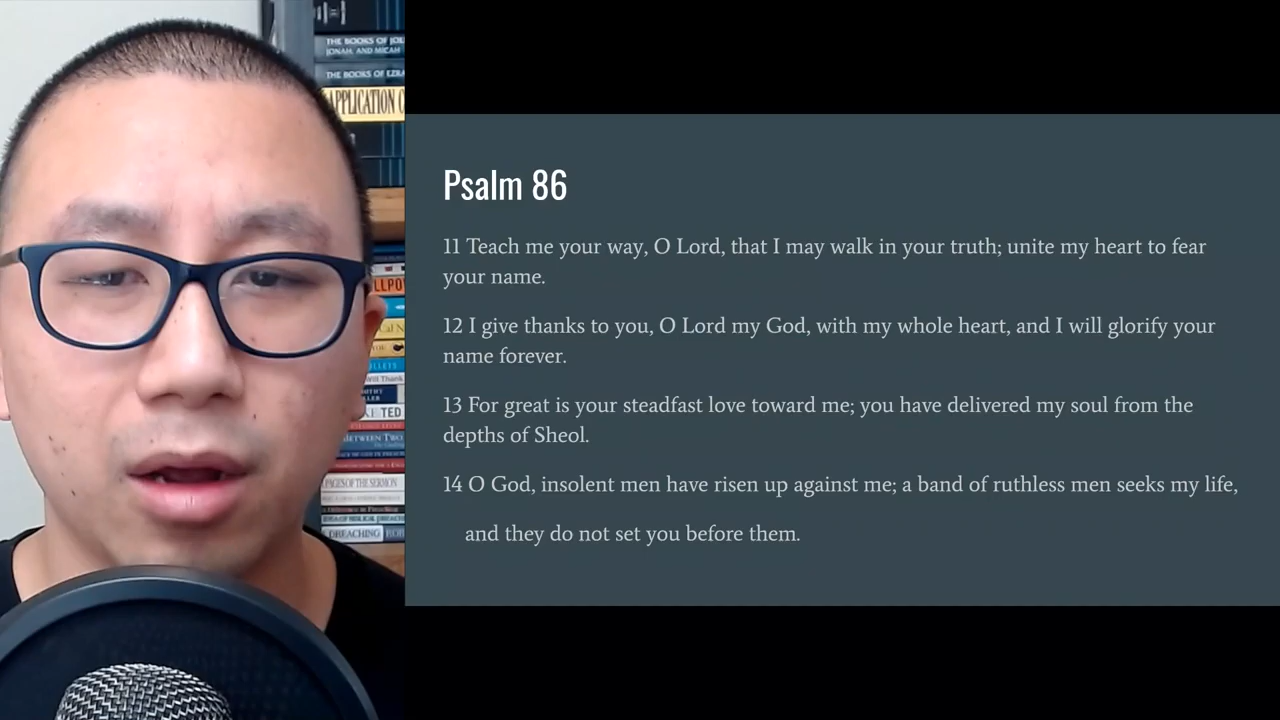 THE BOOKS OF JOEL
JONAH, AND MICAH
THE BOOKS OF EZRA
APPLICATION C
Psalm 86
11 Teach me your way, O Lord, that I may walk in your truth; unite my heart to fear
your name.
12 I give thanks to you, O Lord my God, with my whole heart, and I will glorify your
name forever.
13 For great is your steadfast love toward me; you have delivered my soul from the
depths of Sheol.
14 O God, insolent men have risen up against me; a band of ruthless men seeks my life,
and they do not set you before them.
Will Thank
TED
BETWEEN TWO
PAGES OF THE SERMON